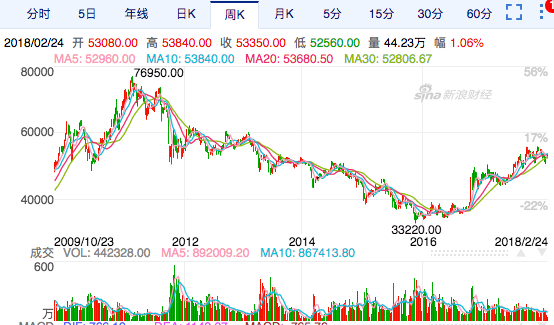 分时 5日 年线 日K 周K 月K 5分 15分 30分 60分
2018/02/24 开 53080.00 高 53840.00 收 53350.00 低 52560.00 量 44.23万 幅 1.06%
MA5: 52960.00 MA10: 53840.00 MA20: 53680.50 MA30: 52806.67
80000 76950.00 56%
sina新浪财经
60000 17%
40000 -22%
33220.00
2009/10/23 2012 2014 2016 2018/2/24
成交 VOL: 442328.00 MA5: 892009.20 MA10: 867413.80
600
万